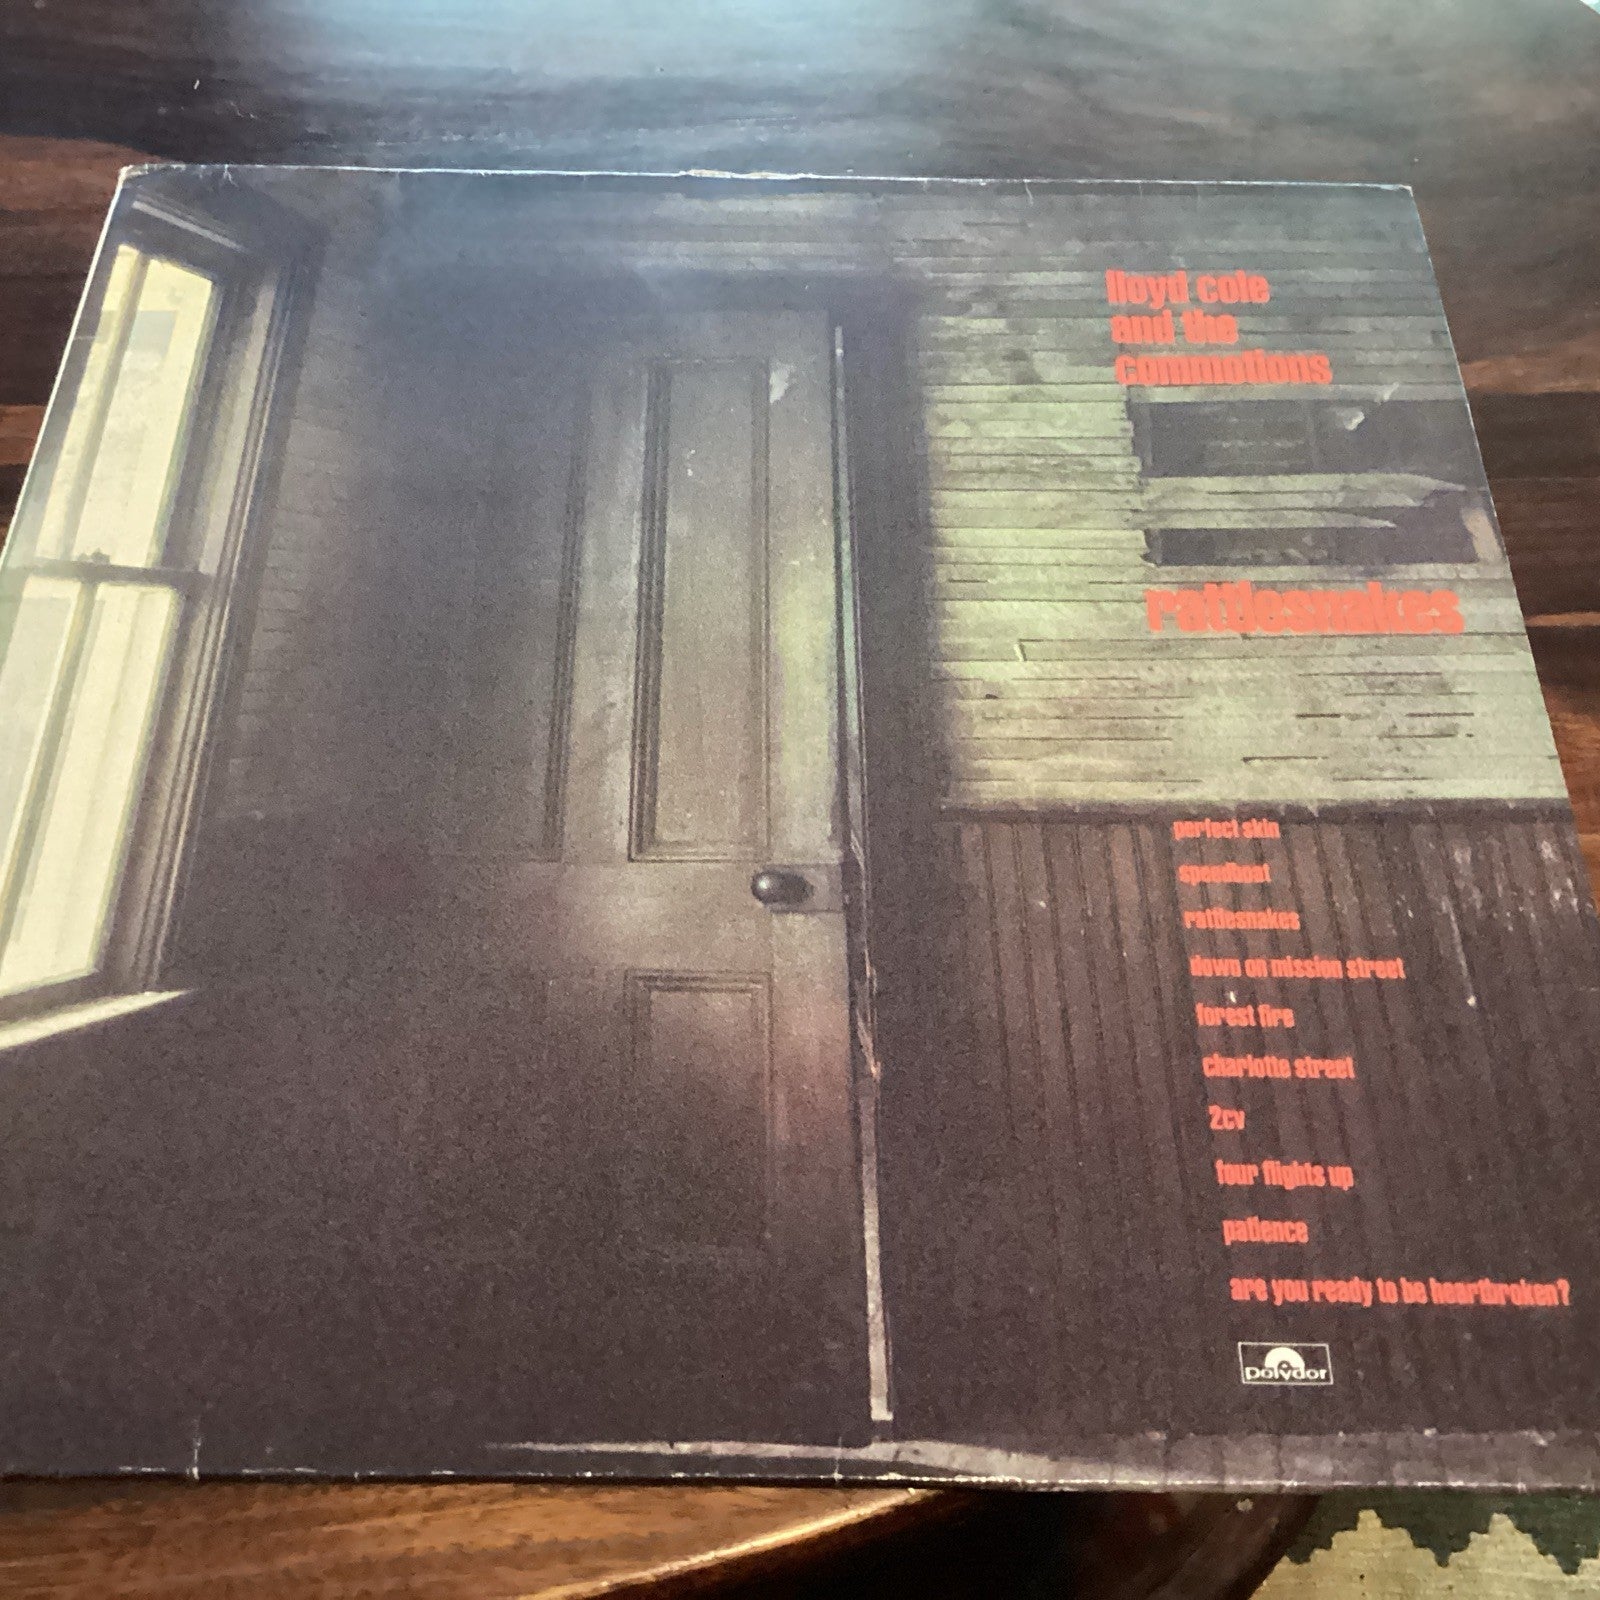 lloyd cole
and the
commotions
rattlesnakes
perfect skin
speedboat
rattlesnakes
down on mission street
forest fire
charlotte street
2cv
four flights up
patience
are you ready to be heartbroken?
polydor